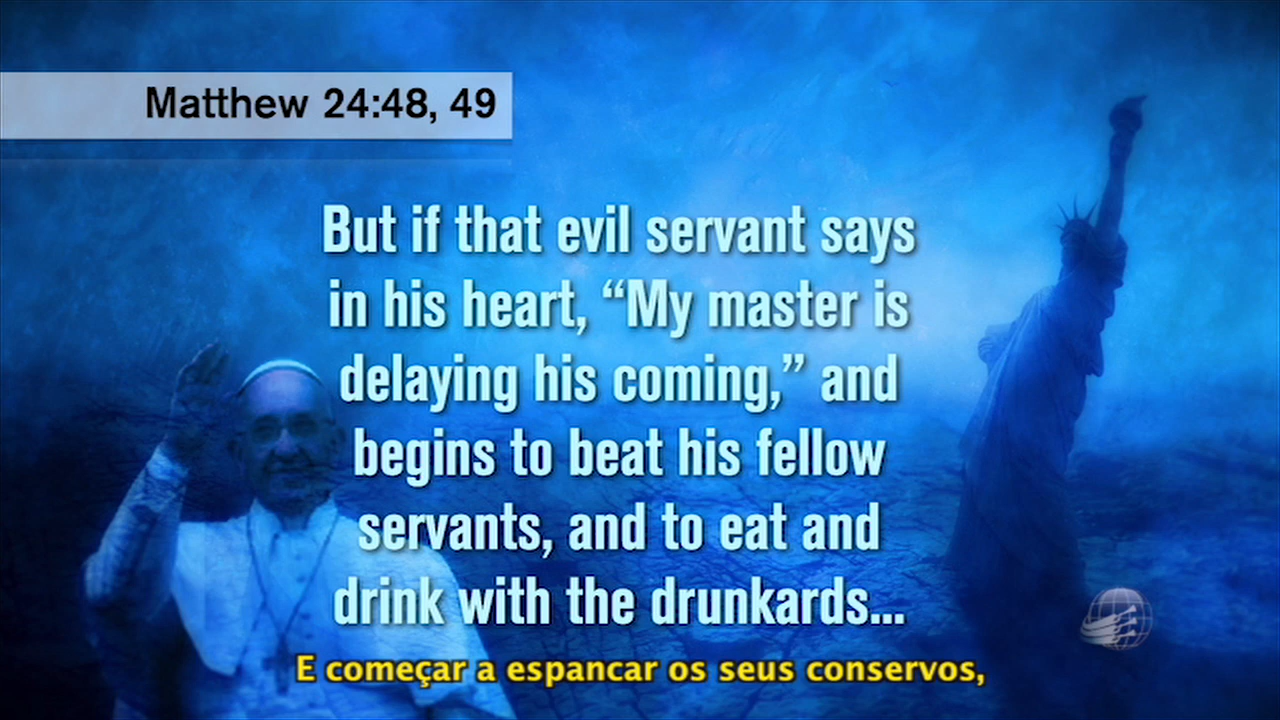 Matthew 24:48, 49
But if that evil servant says
in his heart, “My master is
delaying his coming,” and
begins to beat his fellow
servants, and to eat and
drink with the drunkards...
E começar a espancar os seus conservos,